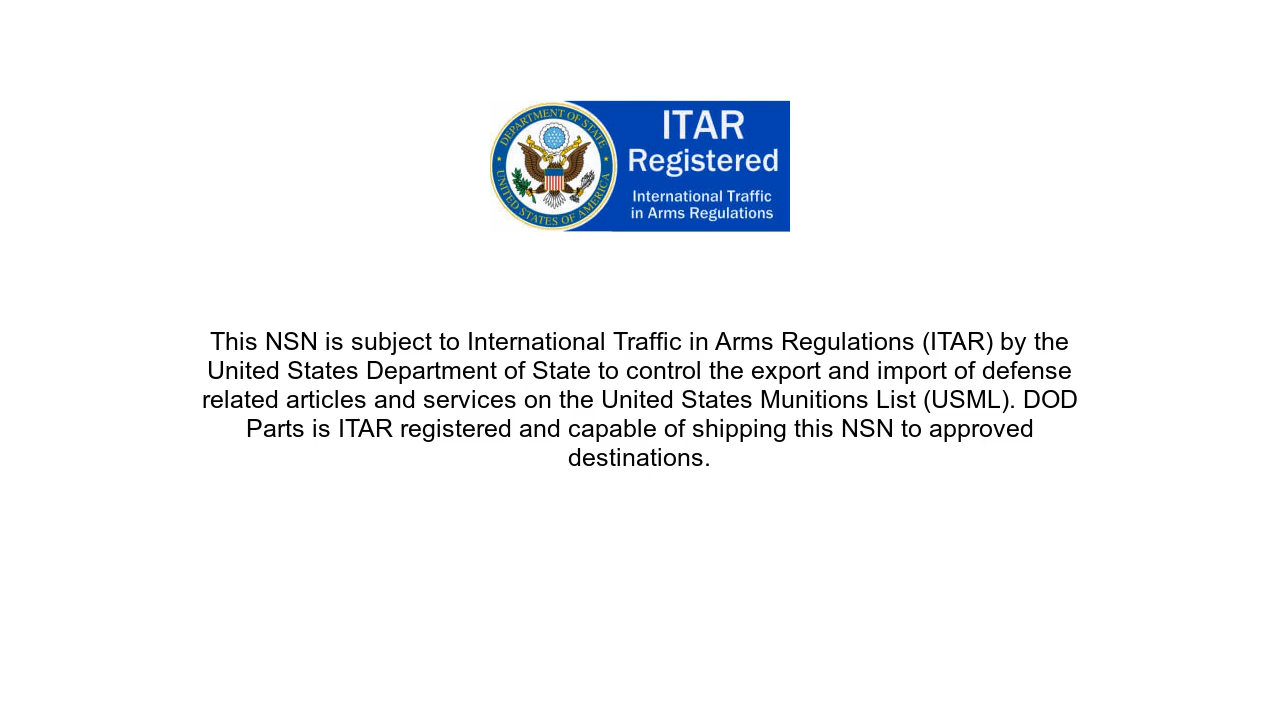 DEPARTMENT OF STATE
UNITED STATES OF AMERICA
ITAR
Registered
International Traffic
in Arms Regulations
This NSN is subject to International Traffic in Arms Regulations (ITAR) by the
United States Department of State to control the export and import of defense
related articles and services on the United States Munitions List (USML). DOD
Parts is ITAR registered and capable of shipping this NSN to approved
destinations.